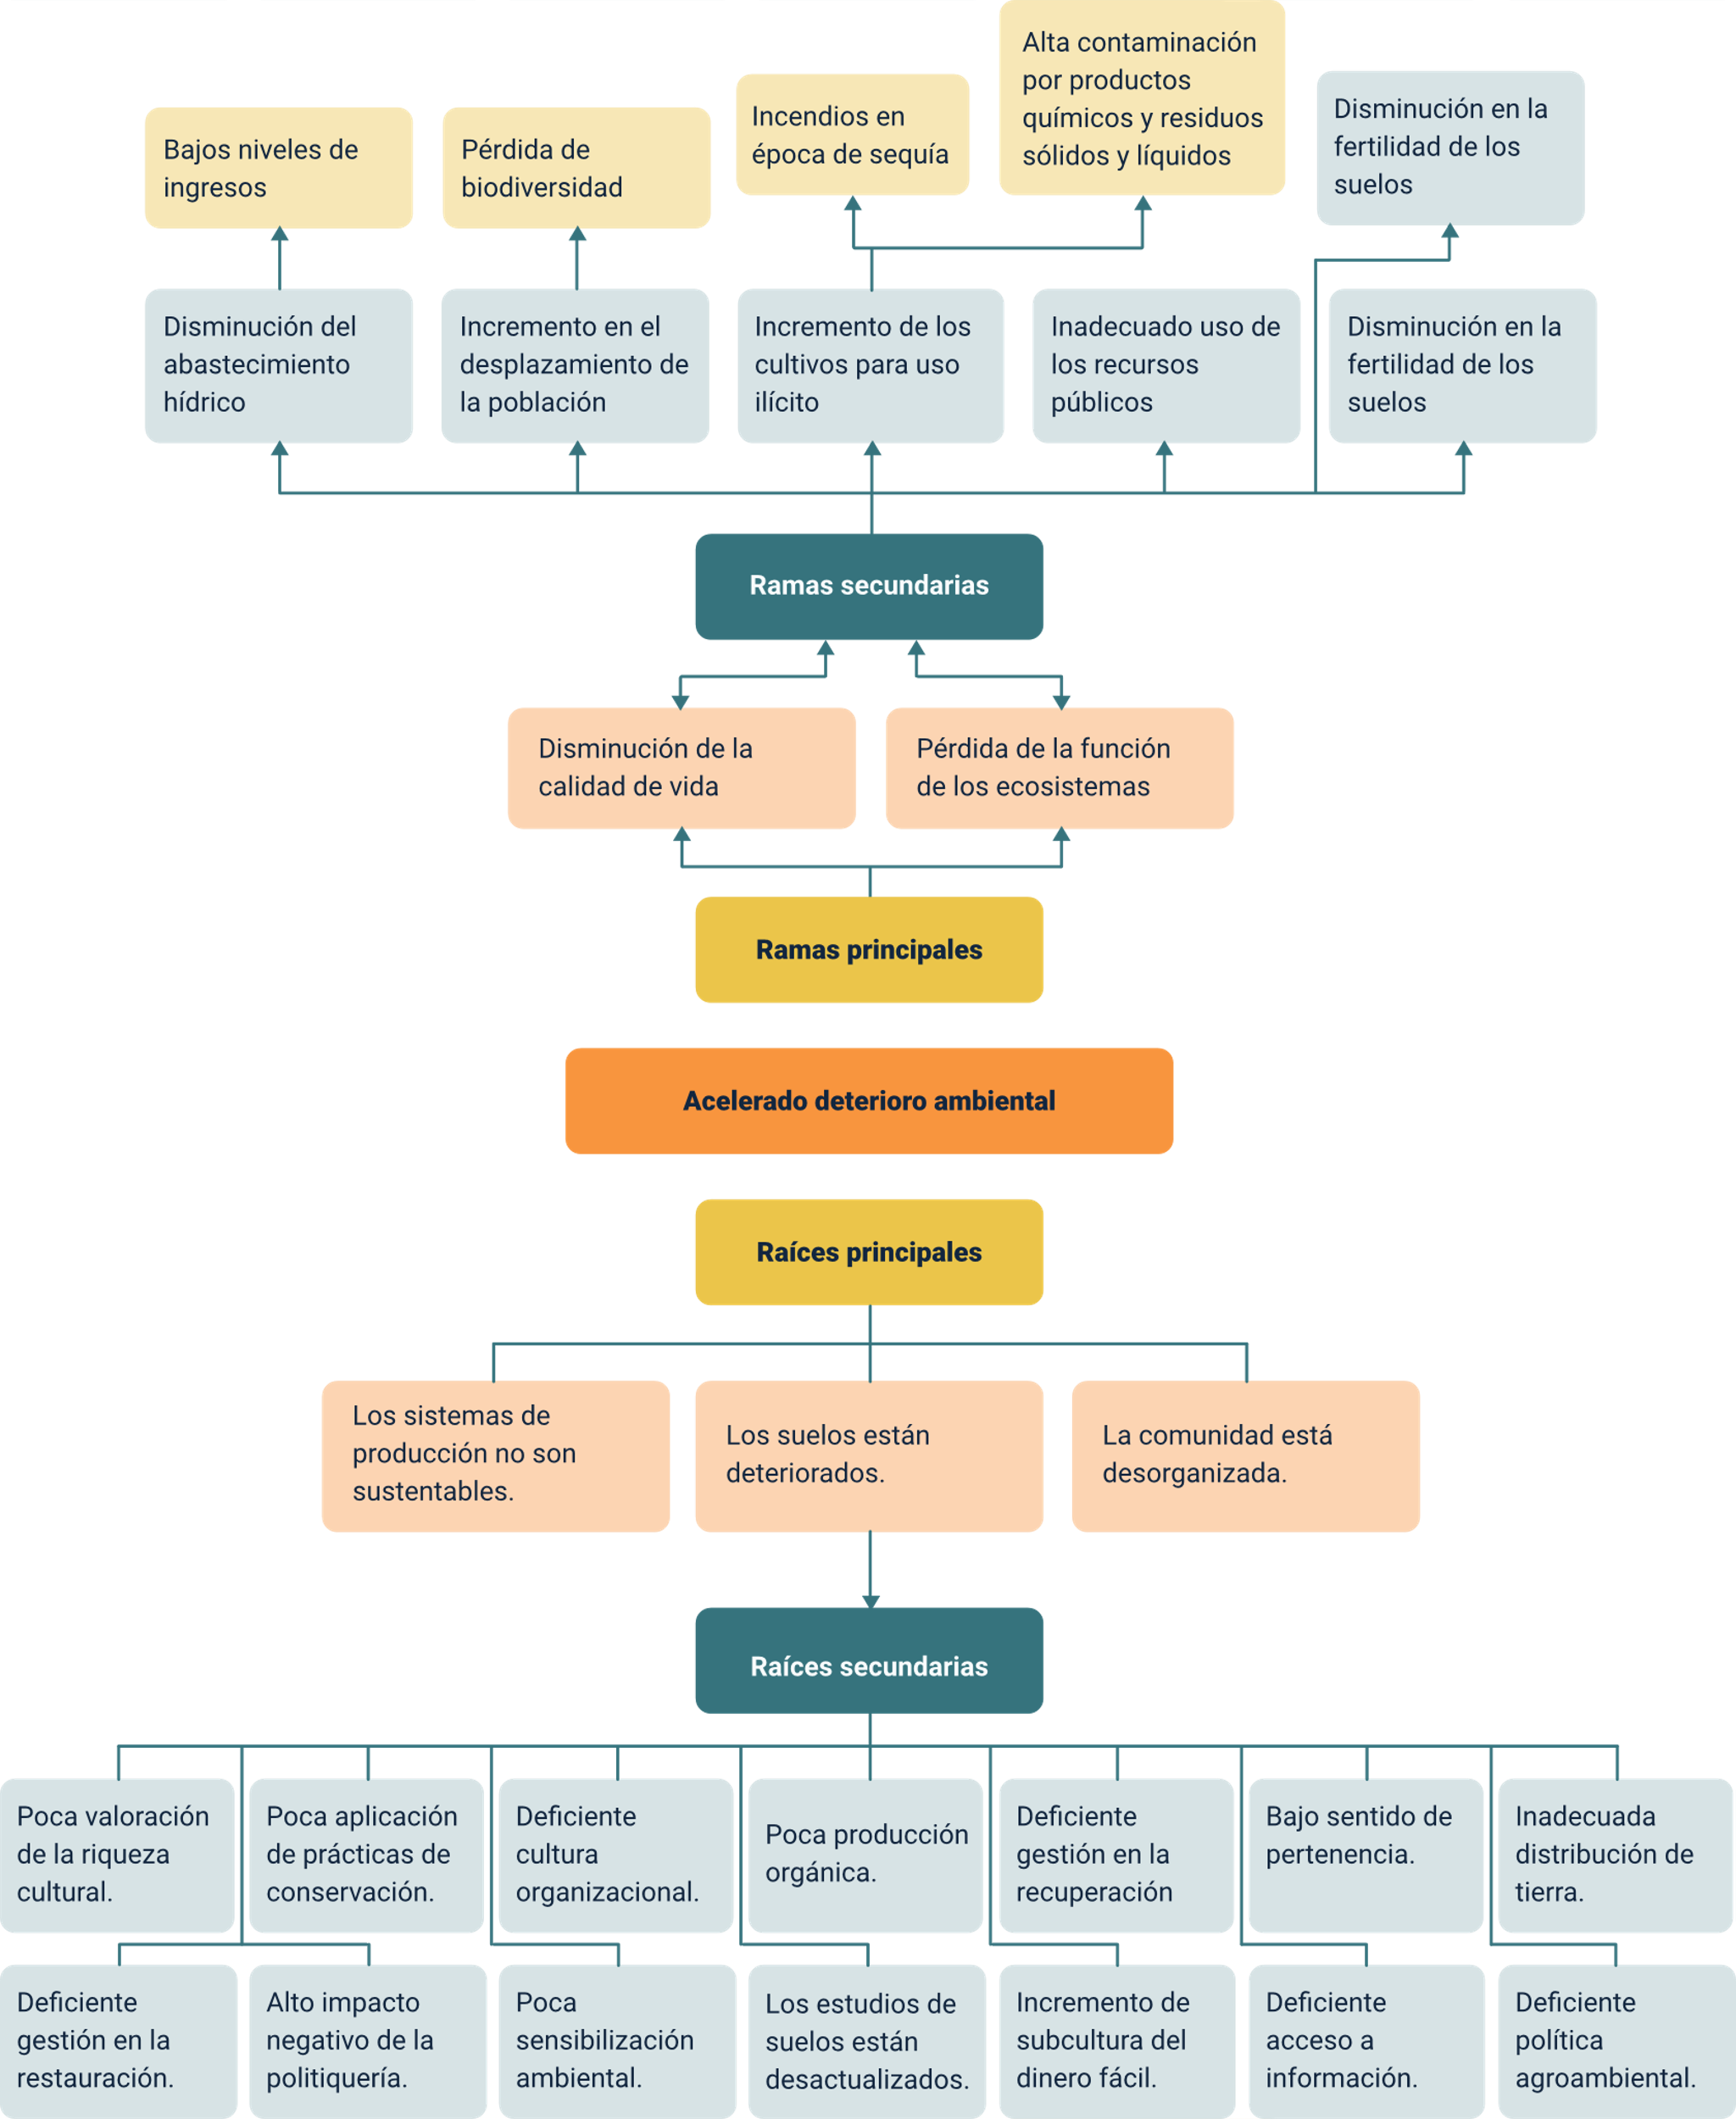 Alta contaminación
por productos
químicos y residuos
sólidos y líquidos
Disminución en la
fertilidad de los
suelos
Incendios en
época de sequía
Bajos niveles de
ingresos
Pérdida de
biodiversidad
Disminución del
abastecimiento
hídrico
Incremento en el
desplazamiento de
la población
Incremento de los
cultivos para uso
ilícito
Inadecuado uso de
los recursos
públicos
Disminución en la
fertilidad de los
suelos
Ramas secundarias
Disminución de la
calidad de vida
Pérdida de la función
de los ecosistemas
Ramas principales
Acelerado deterioro ambiental
Raíces principales
Los sistemas de
producción no son
sustentables.
Los suelos están
deteriorados.
La comunidad está
desorganizada.
Raíces secundarias
Poca valoración
de la riqueza
cultural.
Poca aplicación
de prácticas de
conservación.
Deficiente
cultura
organizacional.
Poca producción
orgánica.
Deficiente
gestión en la
recuperación
Bajo sentido de
pertenencia.
Inadecuada
distribución de
tierra.
Deficiente
gestión en la
restauración.
Alto impacto
negativo de la
politiquería.
Poca
sensibilización
ambiental.
Los estudios de
suelos están
desactualizados.
Incremento de
subcultura del
dinero fácil.
Deficiente
acceso a
información.
Deficiente
política
agroambiental.